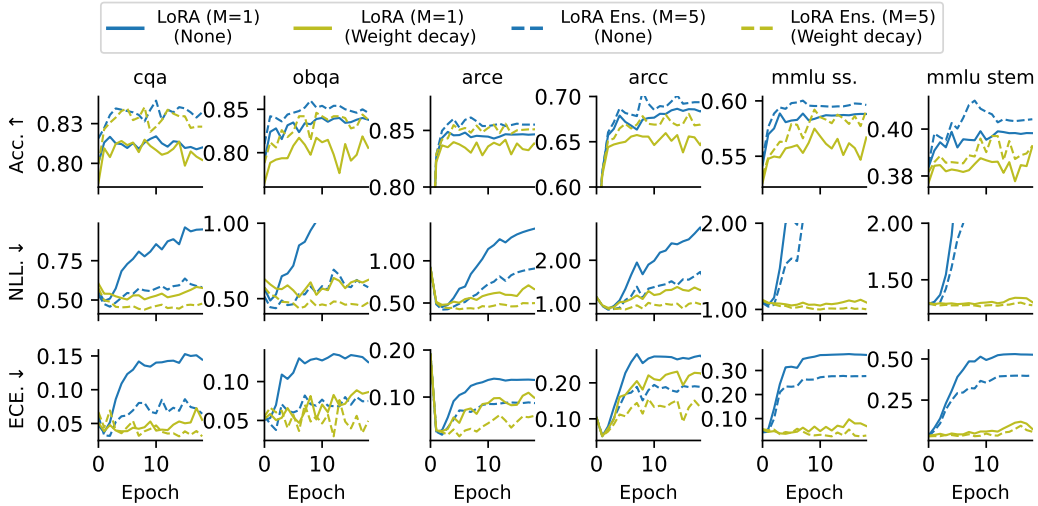 LoRA (M=1)
(None)
LoRA (M=1)
(Weight decay)
LoRA Ens. (M=5)
(None)
LoRA Ens. (M=5)
(Weight decay)
cqa
obqa
arce
arcc
mmlu ss.
mmlu stem
Acc. ↑
0.83
0.80
0.85
0.80
0.85
0.80
0.70
0.65
0.60
0.60
0.55
0.40
0.38
NLL. ↓
0.75
0.50
1.00
0.50
1.00
0.50
2.00
1.00
2.00
1.00
2.00
1.50
ECE. ↓
0.15
0.10
0.05
0.10
0.05
0.20
0.10
0.20
0.10
0.30
0.20
0.10
0.50
0.25
0 10
0 10
0 10
0 10
0 10
0 10
Epoch
Epoch
Epoch
Epoch
Epoch
Epoch